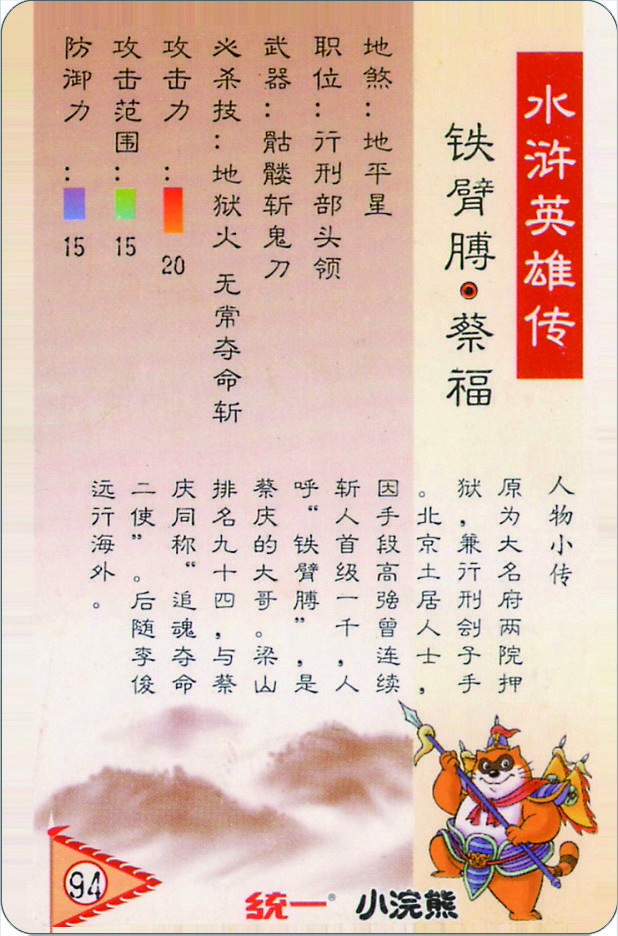 水浒英雄传
铁臂膊·蔡福
地煞：地平星
职位：行刑部头领
武器：骷髅斩鬼刀
必杀技：地狱火 无常夺命斩
攻击力：20
攻击范围：15
防御力：15
人物小传
原为大名府两院押
狱，兼行刑刽子手
。北京土居人士，
因手段高强曾连续
斩人首级一千，人
呼“铁臂膊”，是
蔡庆的大哥。梁山
排名九十四，与蔡
庆同称“追魂夺命
二使”。后随李俊
远行海外。
94
统一® 小浣熊